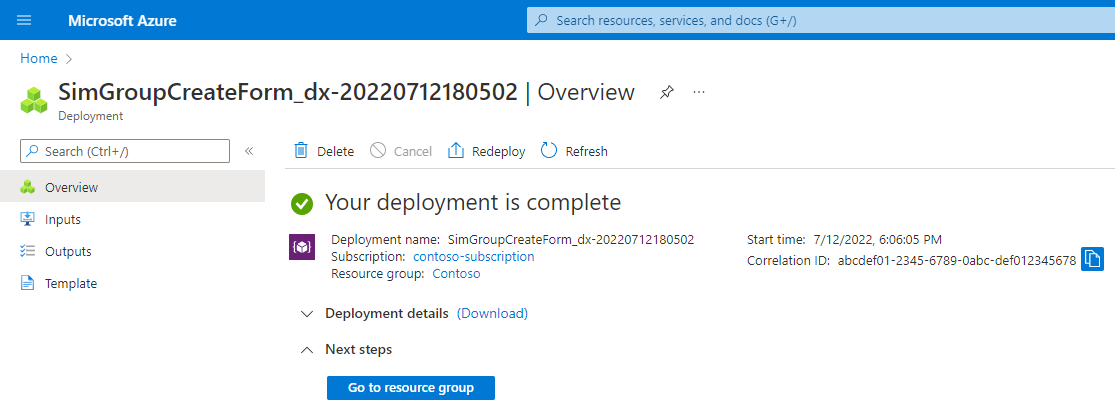 Microsoft Azure
Search resources, services, and docs (G+/)
Home
SimGroupCreateForm_dx-20220712180502 | Overview
Deployment
Search (Ctrl+/)
Delete
Cancel
Redeploy
Refresh
Overview
Inputs
Outputs
Template
Your deployment is complete
Deployment name: SimGroupCreateForm_dx-20220712180502
Subscription: contoso-subscription
Resource group: Contoso
Start time: 7/12/2022, 6:06:05 PM
Correlation ID: abcdef01-2345-6789-0abc-def012345678
Deployment details (Download)
Next steps
Go to resource group